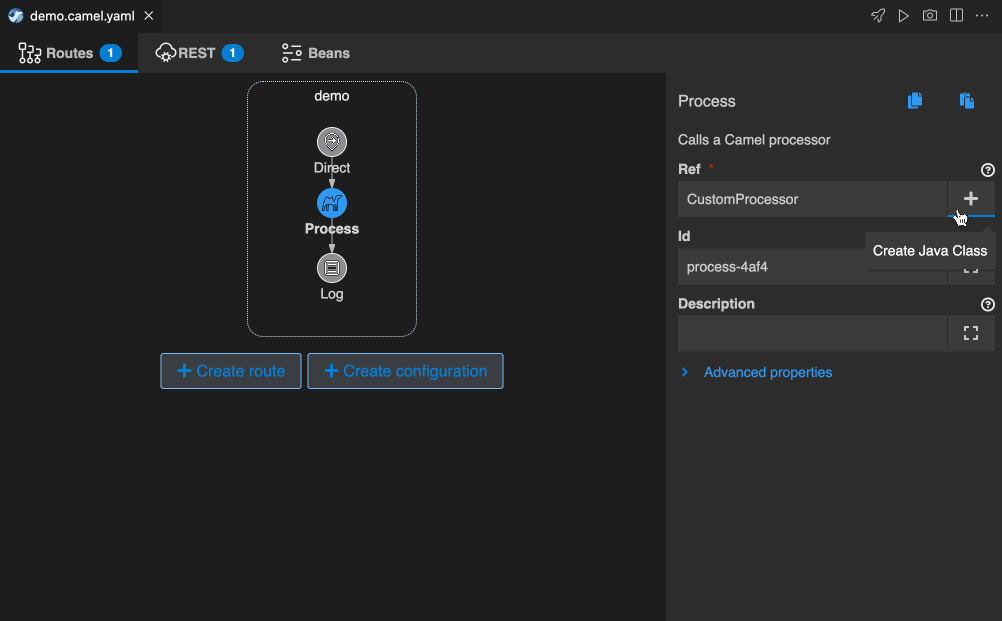 demo.camel.yaml
Routes 1 REST 1 Beans
demo
Direct
Process
Log
+ Create route + Create configuration
Process
Calls a Camel processor
Ref *
CustomProcessor
Create Java Class
Id
process-4af4
Description
Advanced properties